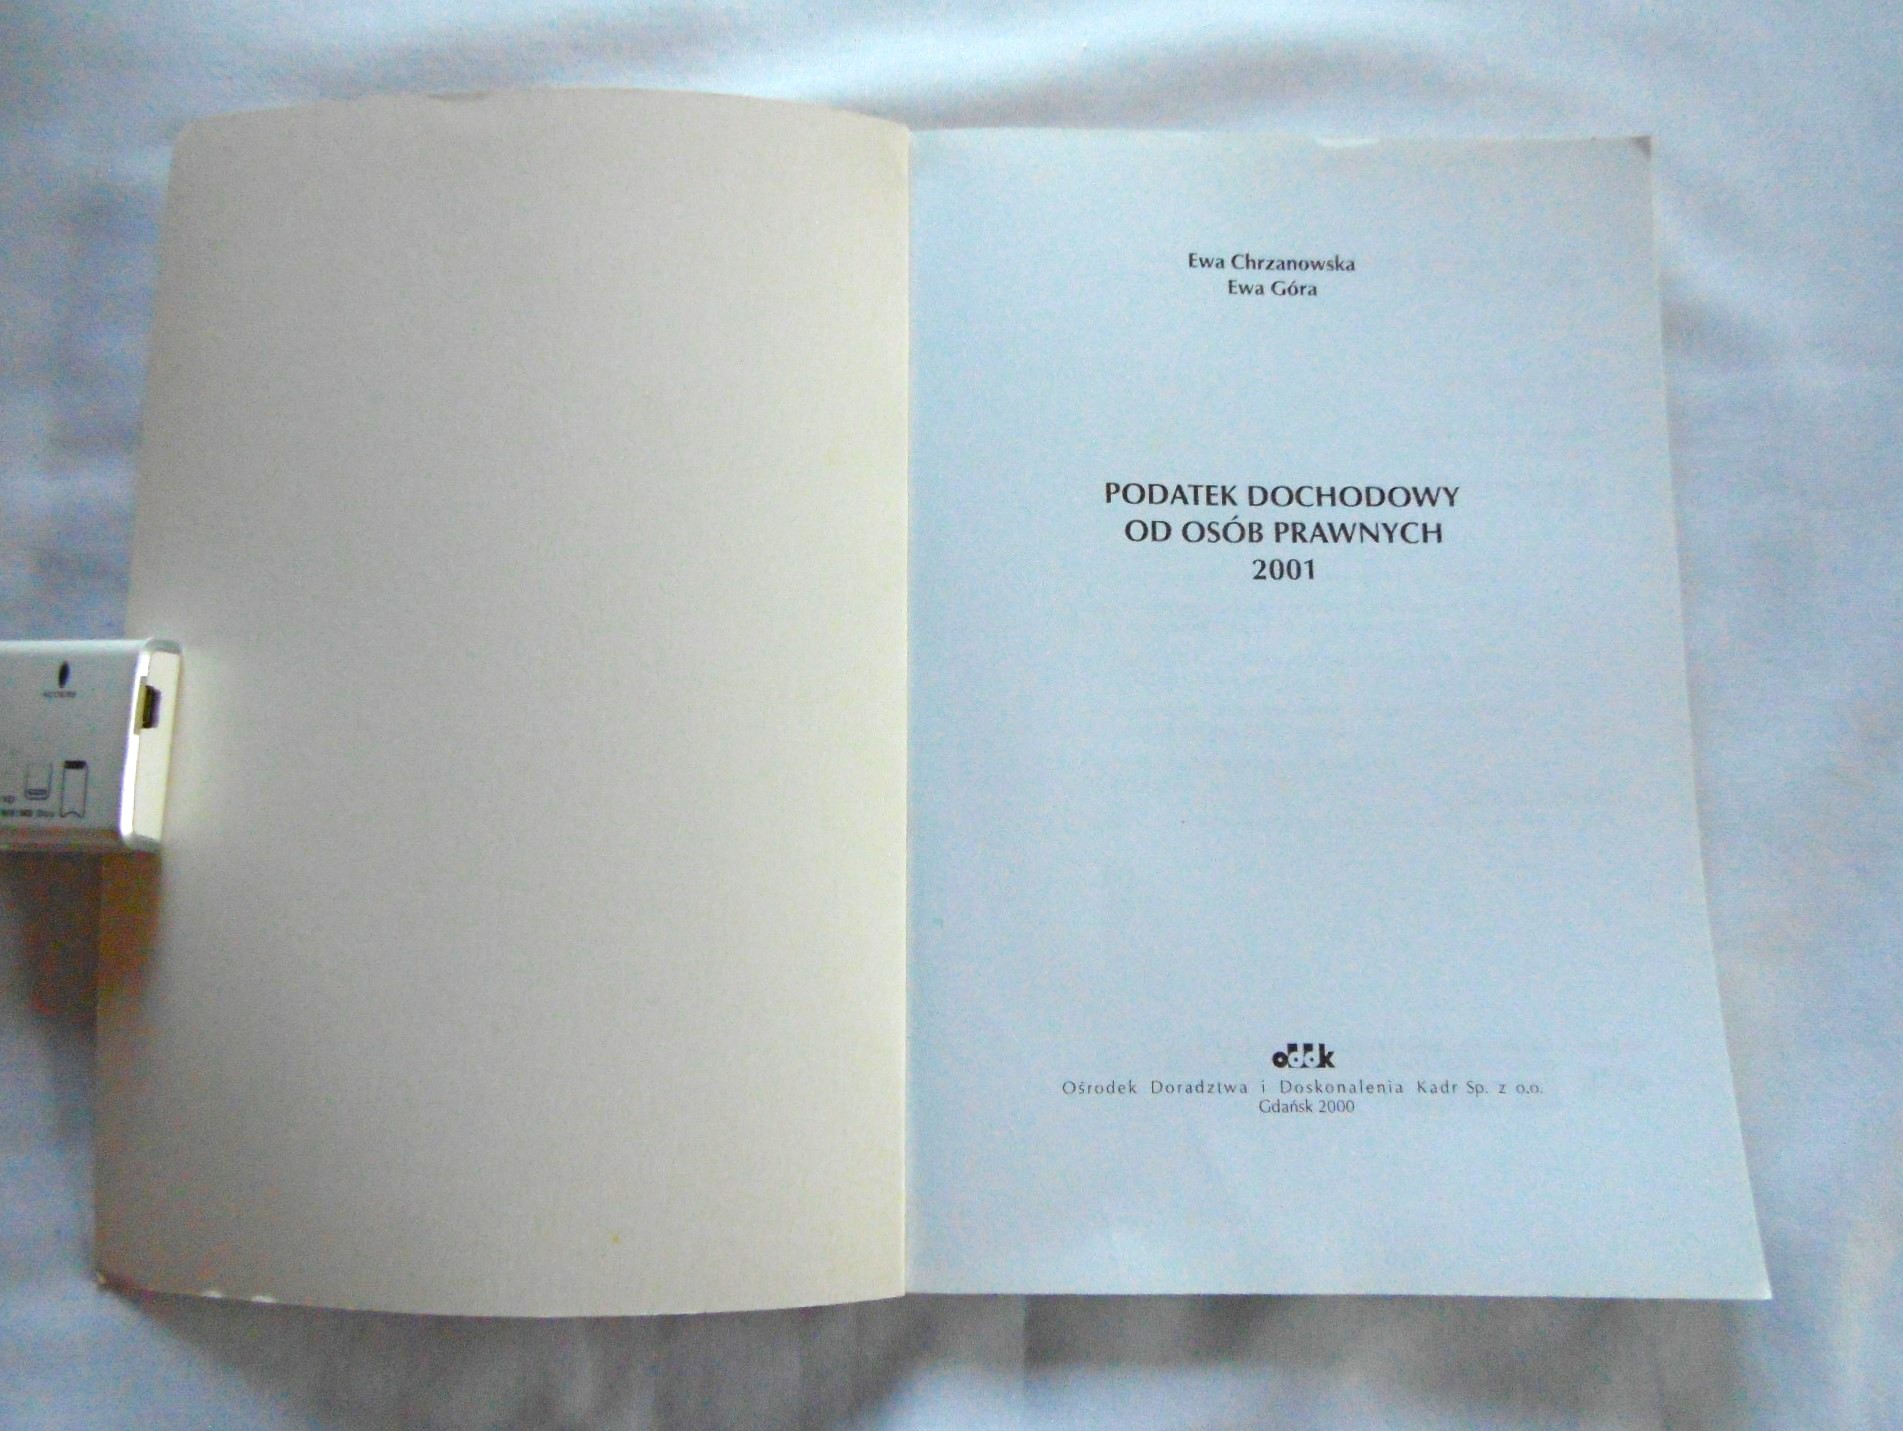 Ewa Chrzanowska
Ewa Góra
PODATEK DOCHODOWY
OD OSÓB PRAWNYCH
2001
oddk
Ośrodek Doradztwa i Doskonalenia Kadr Sp. z o.o.
Gdańsk 2000